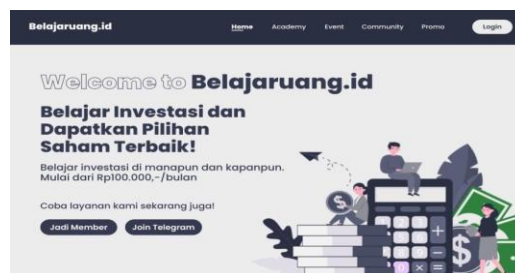 Belajaruang.id
Home Academy Event Community Promo Login
Welcome to Belajaruang.id
Belajar Investasi dan
Dapatkan Pilihan
Saham Terbaik!
Belajar investasi di manapun dan kapanpun.
Mulai dari Rp100.000,-/bulan
Coba layanan kami sekarang juga!
Jadi Member Join Telegram